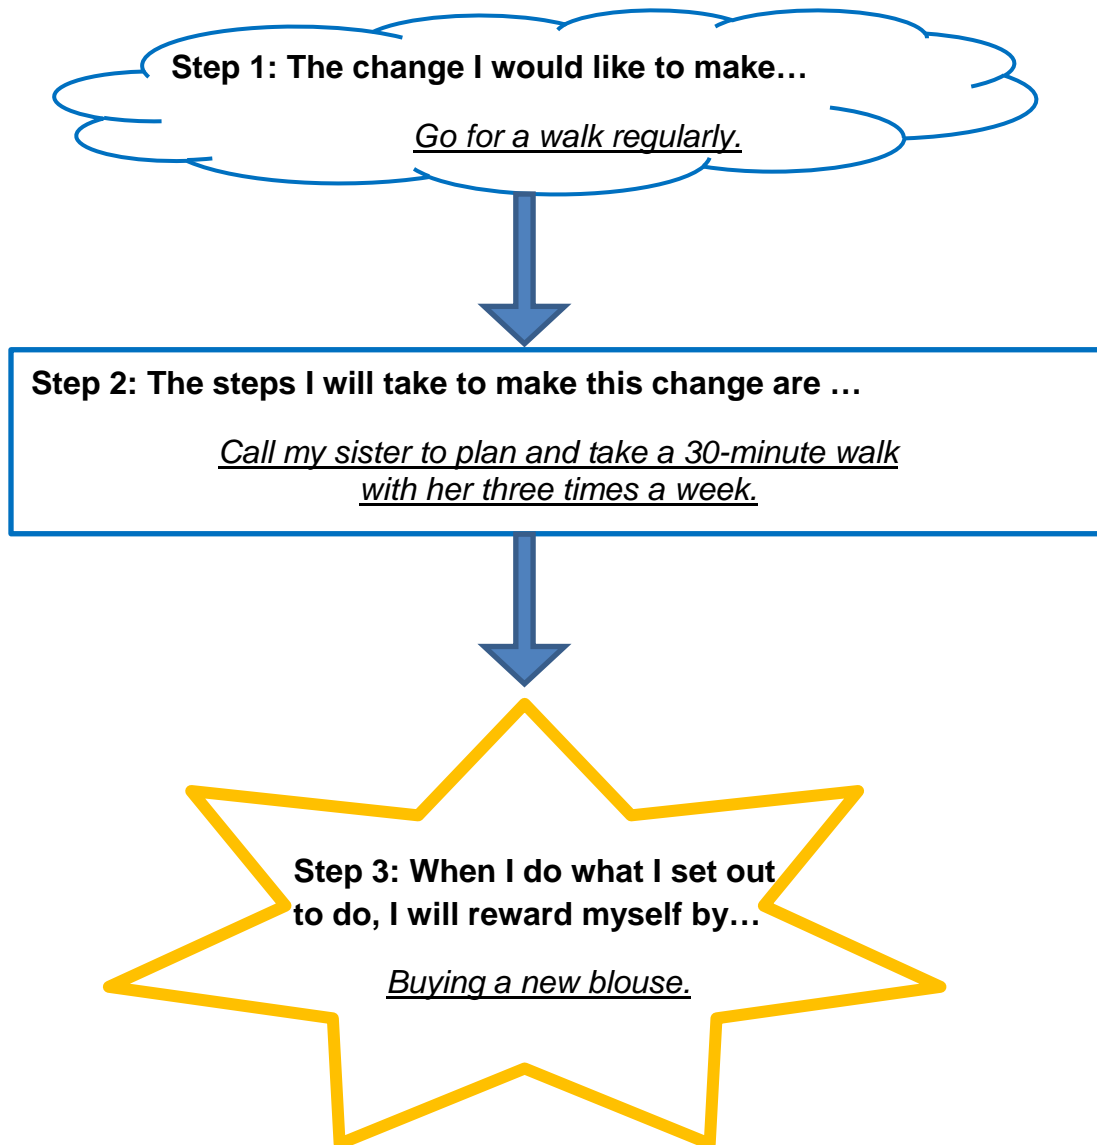 Step 1: The change I would like to make…
Go for a walk regularly.
Step 2: The steps I will take to make this change are …
Call my sister to plan and take a 30-minute walk
with her three times a week.
Step 3: When I do what I set out
to do, I will reward myself by…
Buying a new blouse.